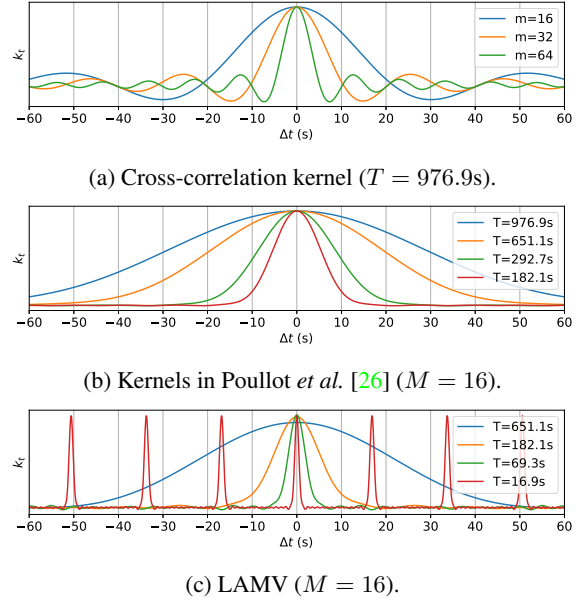 k_t
m=16
m=32
m=64
−60 −50 −40 −30 −20 −10 0 10 20 30 40 50 60
Δt (s)
(a) Cross-correlation kernel (T = 976.9s).
k_t
T=976.9s
T=651.1s
T=292.7s
T=182.1s
−60 −50 −40 −30 −20 −10 0 10 20 30 40 50 60
Δt (s)
(b) Kernels in Poullot et al. [26] (M = 16).
k_t
T=651.1s
T=182.1s
T=69.3s
T=16.9s
−60 −50 −40 −30 −20 −10 0 10 20 30 40 50 60
Δt (s)
(c) LAMV (M = 16).